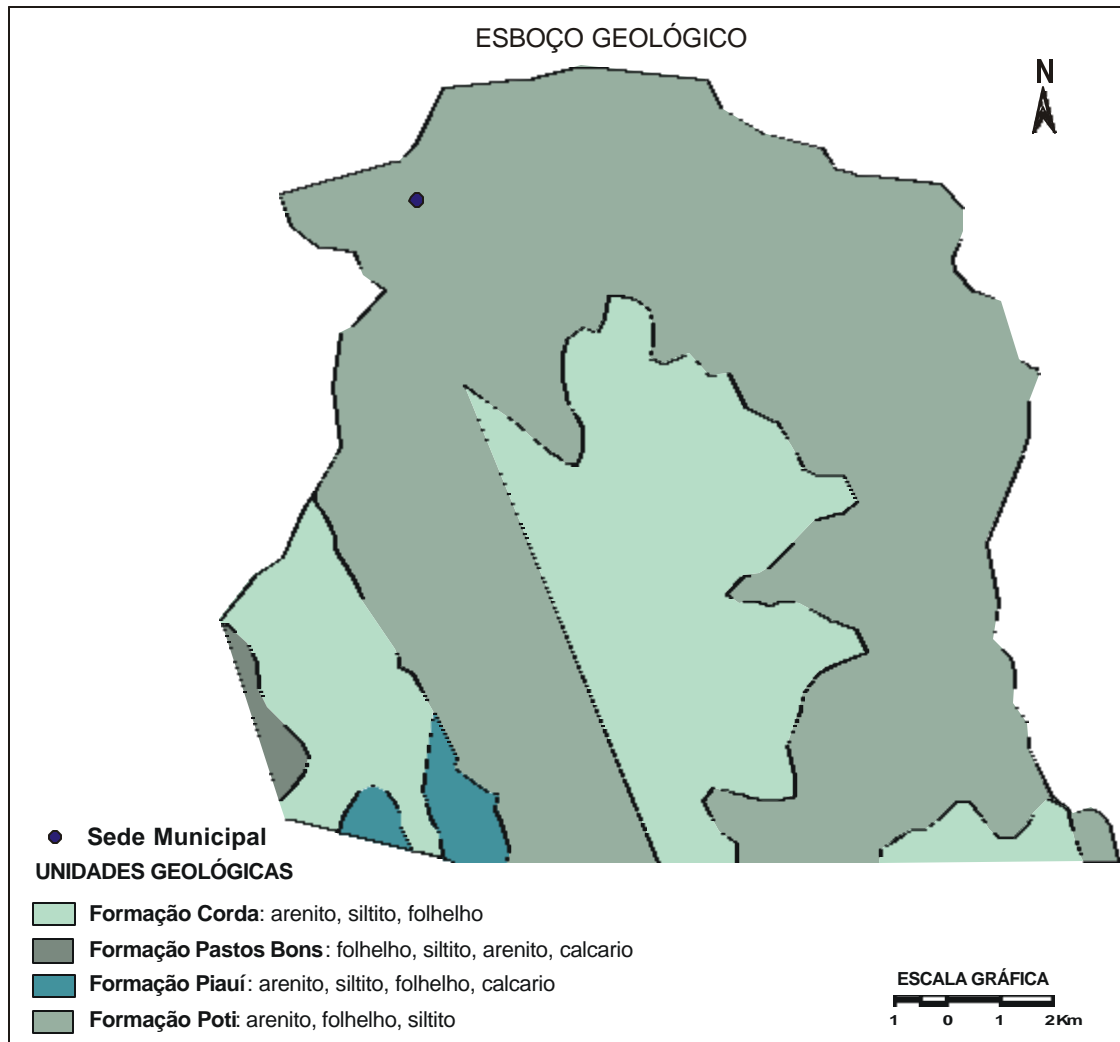 ESBOÇO GEOLÓGICO
N
Sede Municipal
UNIDADES GEOLÓGICAS
Formação Corda: arenito, siltito, folhelho
Formação Pastos Bons: folhelho, siltito, arenito, calcario
Formação Piauí: arenito, siltito, folhelho, calcario
Formação Poti: arenito, folhelho, siltito
ESCALA GRÁFICA
1 0 1 2Km